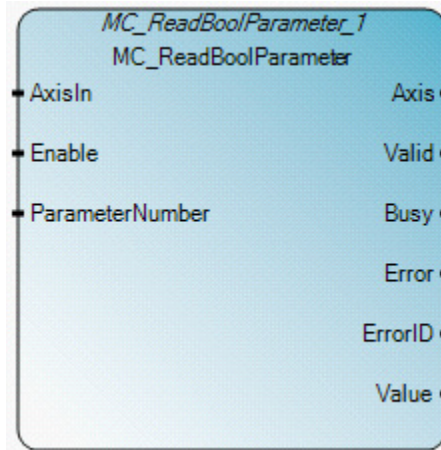 MC_ReadBoolParameter_1
MC_ReadBoolParameter
AxisIn Axis
Enable Valid
ParameterNumber Busy
Error
ErrorID
Value